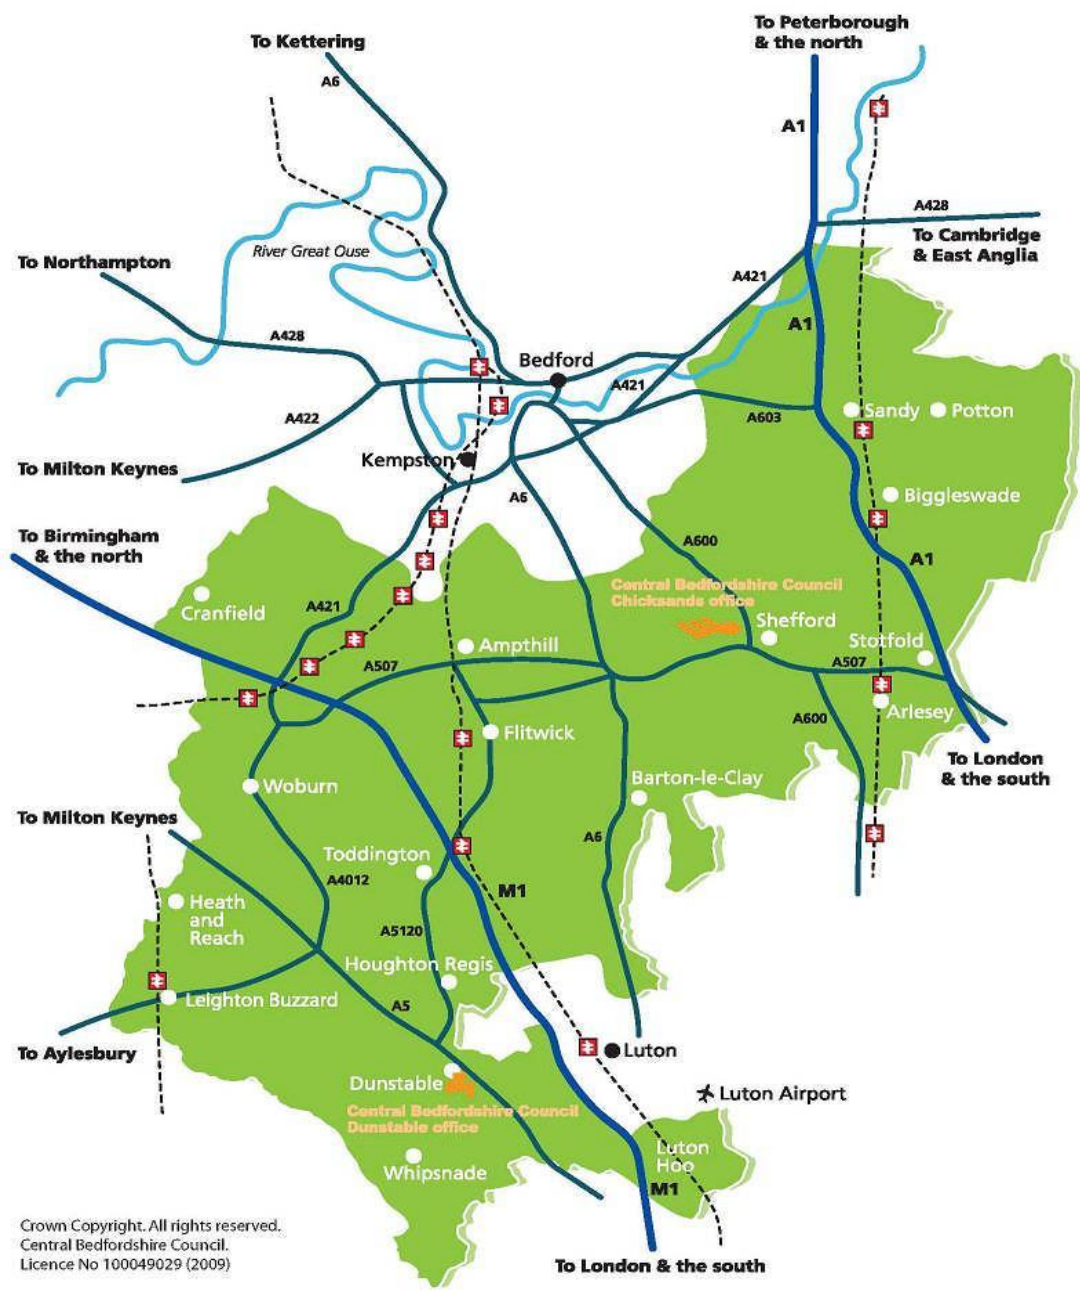 To Kettering
A6
To Peterborough
& the north
A1
A428
To Cambridge
& East Anglia
River Great Ouse
To Northampton
A428
A421
A1
Bedford
A421
A422
A603
Sandy
Potton
To Milton Keynes
Kempston
A6
Biggleswade
To Birmingham
& the north
A600
A1
Central Bedfordshire Council
Chicksands office
Cranfield
A421
Shefford
Stotfold
Ampthill
A507
A507
Arlesey
A600
Flitwick
To London
& the south
Woburn
Barton-le-Clay
To Milton Keynes
A6
Toddington
A4012
M1
Heath
and
Reach
A5120
Houghton Regis
Leighton Buzzard
A5
To Aylesbury
Luton
Dunstable
Luton Airport
Central Bedfordshire Council
Dunstable office
Luton
Hoo
Whipsnade
M1
Crown Copyright. All rights reserved.
Central Bedfordshire Council.
Licence No 100049029 (2009)
To London & the south